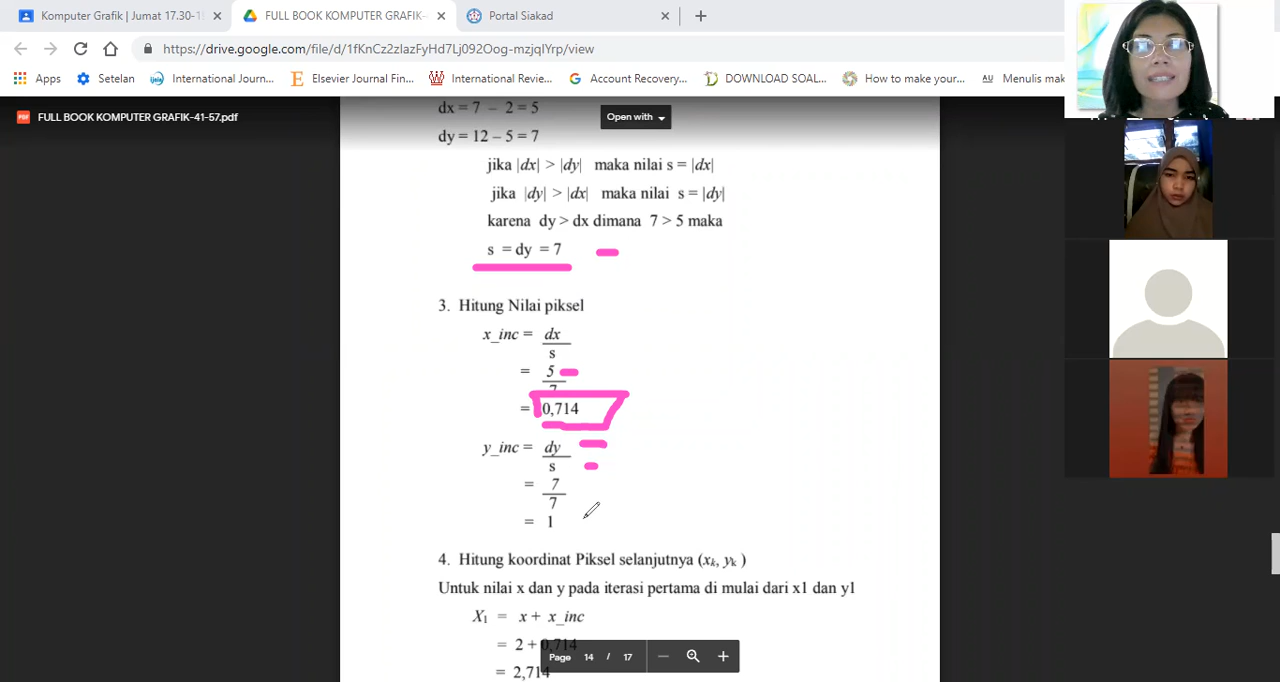 Komputer Grafik | Jumat 17.30-19
FULL BOOK KOMPUTER GRAFIK-
Portal Siakad
https://drive.google.com/file/d/1fKnCz2zIazFyHd7Lj092Oog-mzjqIYrp/view
Apps
Setelan
International Journ...
Elsevier Journal Fin...
International Revie...
Account Recovery...
DOWNLOAD SOAL...
How to make your...
AU Menulis mak
FULL BOOK KOMPUTER GRAFIK-41-57.pdf
Open with
dx = 7 – 2 = 5
dy = 12 – 5 = 7
jika |dx| > |dy| maka nilai s = |dx|
jika |dy| > |dx| maka nilai s = |dy|
karena dy > dx dimana 7 > 5 maka
s = dy = 7
3. Hitung Nilai piksel
x_inc = dx
s
= 5
7
= 0,714
y_inc = dy
s
= 7
7
= 1
4. Hitung koordinat Piksel selanjutnya (xₖ, yₖ )
Untuk nilai x dan y pada iterasi pertama di mulai dari x1 dan y1
X₁ = x + x_inc
= 2 + 0,714
= 2,714
Page 14 / 17